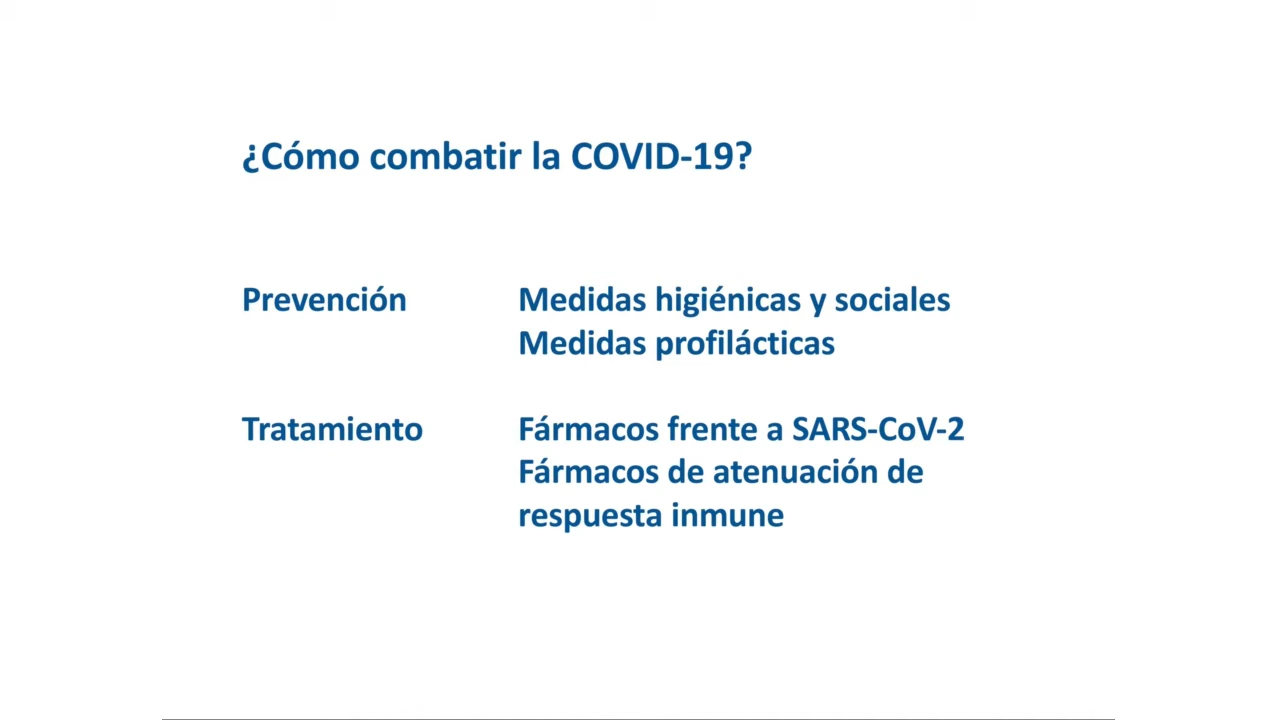 ¿Cómo combatir la COVID-19?
Prevención Medidas higiénicas y sociales
Medidas profilácticas
Tratamiento Fármacos frente a SARS-CoV-2
Fármacos de atenuación de
respuesta inmune